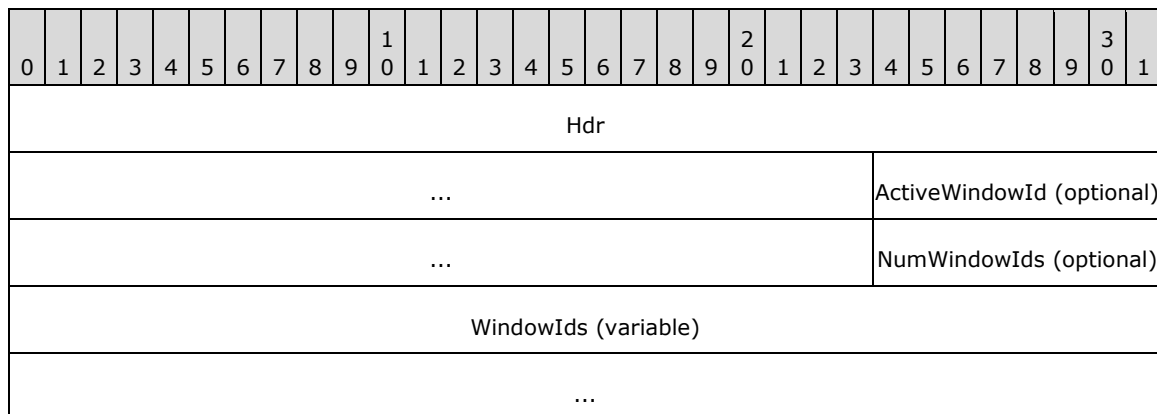 1 2 3
0 1 2 3 4 5 6 7 8 9 0 1 2 3 4 5 6 7 8 9 0 1 2 3 4 5 6 7 8 9 0 1
Hdr
... ActiveWindowId (optional)
... NumWindowIds (optional)
WindowIds (variable)
...